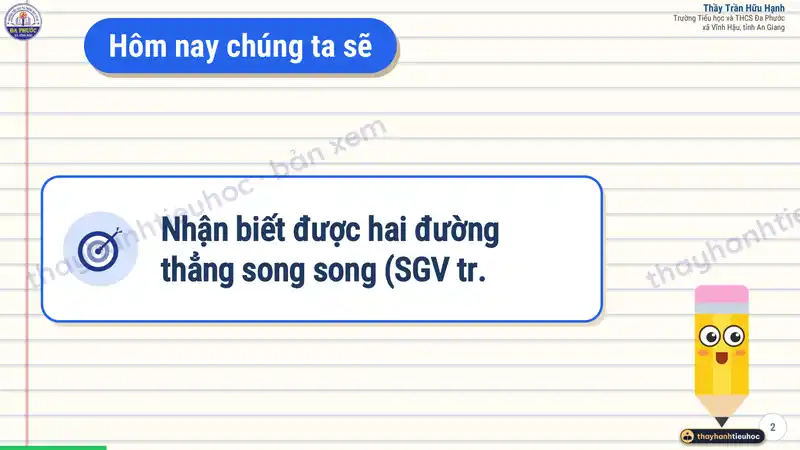 Thầy Trần Hữu Hạnh
Trường Tiểu học và THCS Đa Phước
xã Vĩnh Hậu, tỉnh An Giang
ĐA PHƯỚC
Hôm nay chúng ta sẽ
Nhận biết được hai đường
thẳng song song (SGV tr.
thayhanhtieuhoc · bản xem
thayhanhtie
thayhanhtieuhoc
2